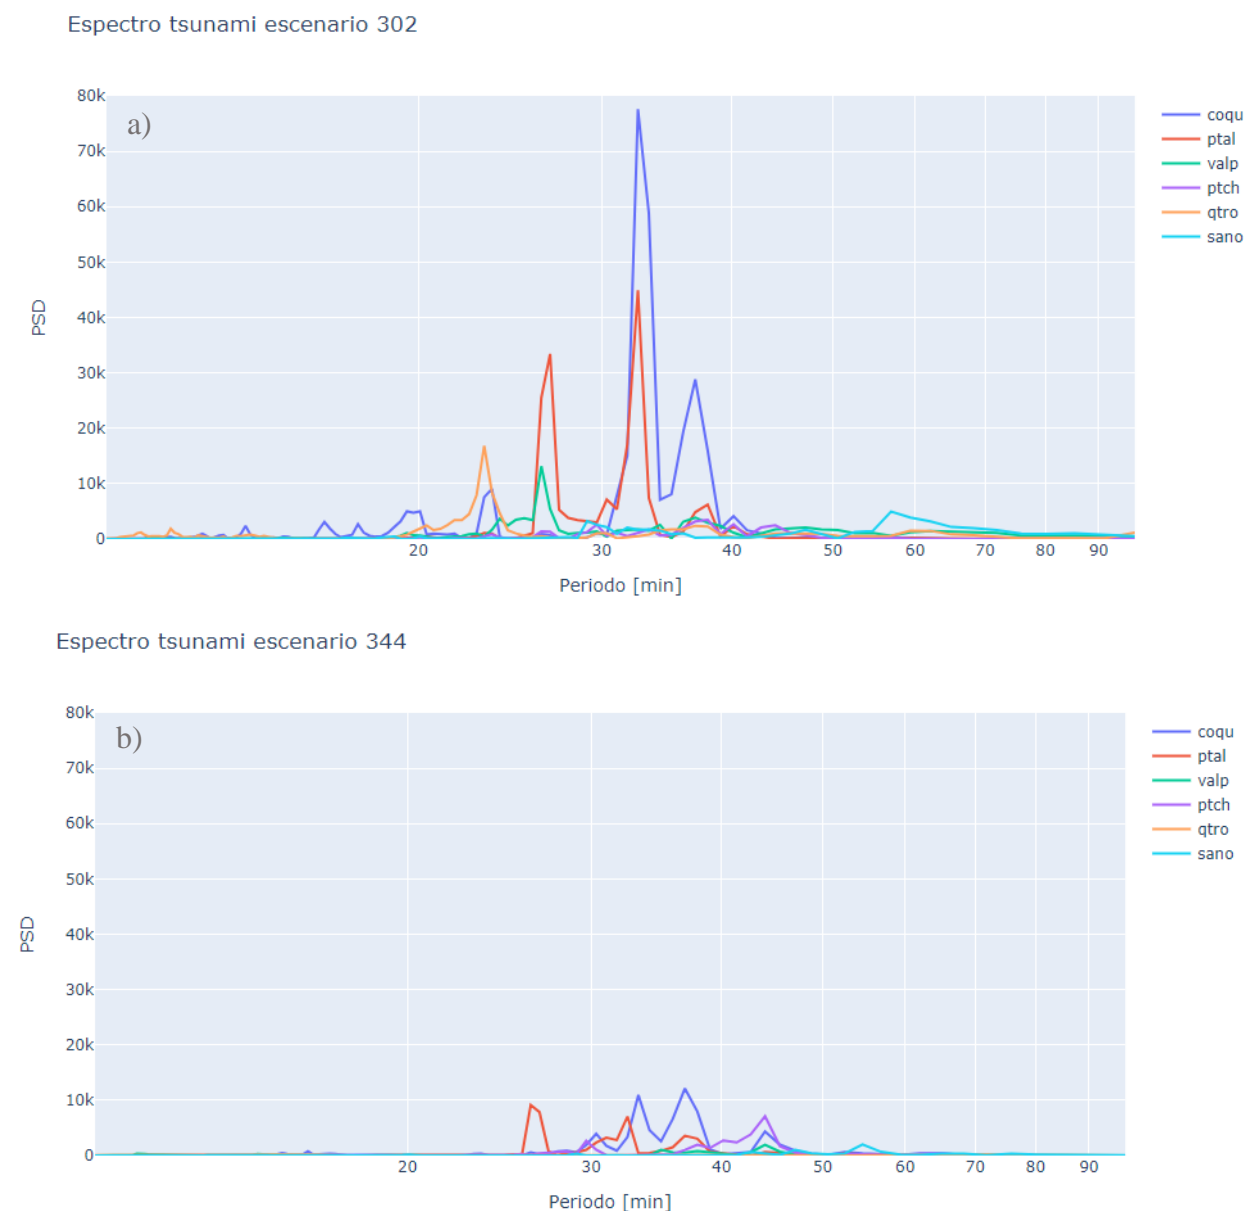 Espectro tsunami escenario 302
a)
80k
70k
60k
50k
40k
30k
20k
10k
0
PSD
20 30 40 50 60 70 80 90
Periodo [min]
coqu
ptal
valp
ptch
qtro
sano
Espectro tsunami escenario 344
b)
80k
70k
60k
50k
40k
30k
20k
10k
0
PSD
20 30 40 50 60 70 80 90
Periodo [min]
coqu
ptal
valp
ptch
qtro
sano